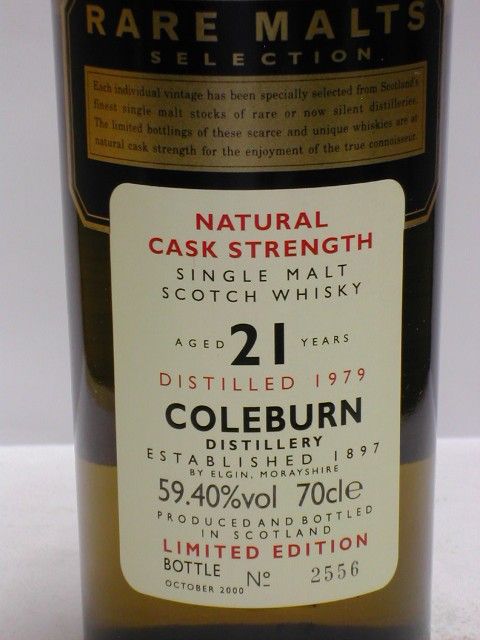 RARE MALTS
SELECTION
Each individual vintage has been specially selected from Scotland's
finest single malt stocks of rare or now silent distilleries.
The limited bottlings of these scarce and unique whiskies are at
natural cask strength for the enjoyment of the true connoisseur.
NATURAL
CASK STRENGTH
SINGLE MALT
SCOTCH WHISKY
AGED 21 YEARS
DISTILLED 1979
COLEBURN
DISTILLERY
ESTABLISHED 1897
BY ELGIN, MORAYSHIRE
59.40%vol 70cle
PRODUCED AND BOTTLED
IN SCOTLAND
LIMITED EDITION
BOTTLE Nº 2556
OCTOBER 2000